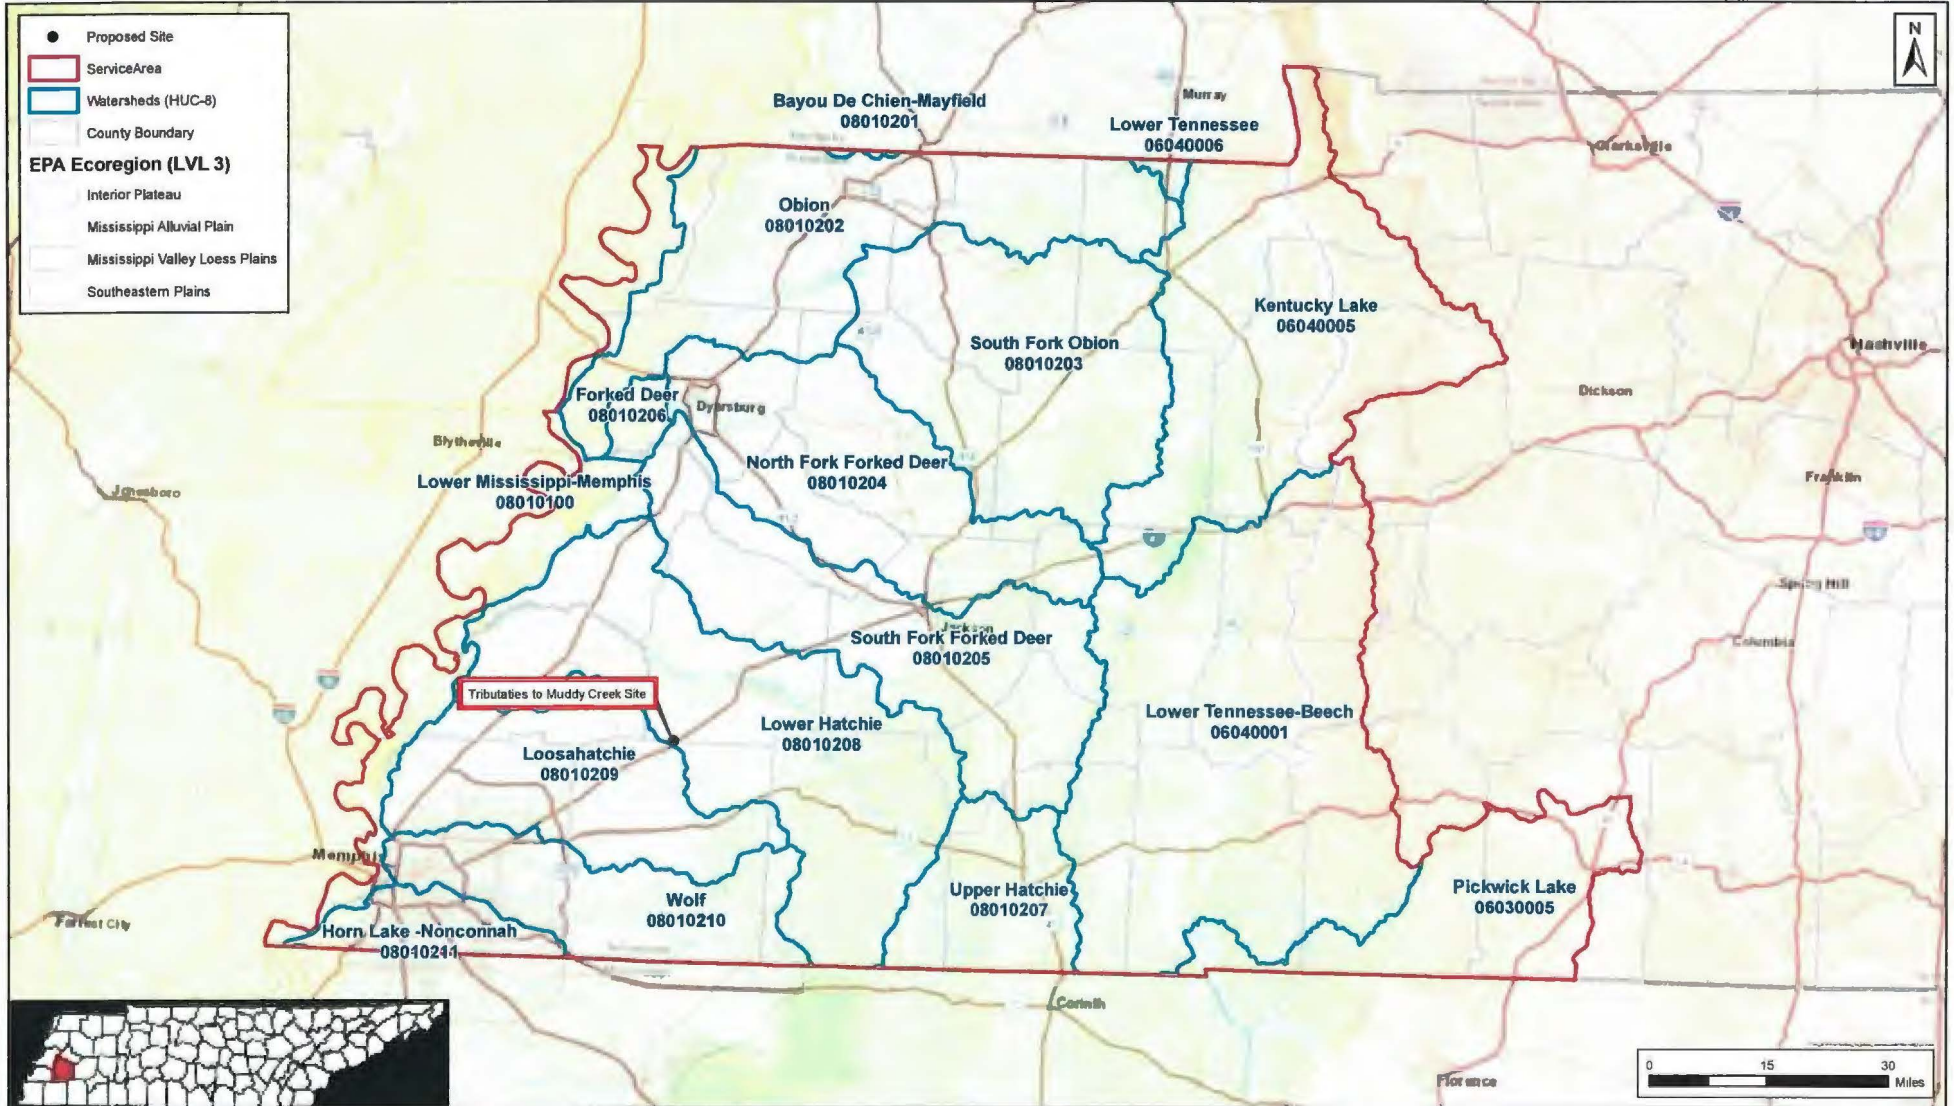 Proposed Site
ServiceArea
Watersheds (HUC-8)
County Boundary
EPA Ecoregion (LVL 3)
Interior Plateau
Mississippi Alluvial Plain
Mississippi Valley Loess Plains
Southeastern Plains
N
Bayou De Chien-Mayfield
08010201
Murray
Lower Tennessee
06040006
Clarksville
Obion
08010202
Kentucky Lake
06040005
South Fork Obion
08010203
Nashville
Dickson
Forked Deer
08010206
Dyersburg
Blytheville
North Fork Forked Deer
08010204
Lower Mississippi-Memphis
08010100
Jonesboro
Franklin
Spring Hill
Jackson
South Fork Forked Deer
08010205
Columbia
Tributaties to Muddy Creek Site
Lower Hatchie
08010208
Lower Tennessee-Beech
06040001
Loosahatchie
08010209
Memphis
Wolf
08010210
Upper Hatchie
08010207
Pickwick Lake
06030005
Forrest City
Horn Lake -Nonconnah
08010211
Corinth
Florence
0 15 30
Miles